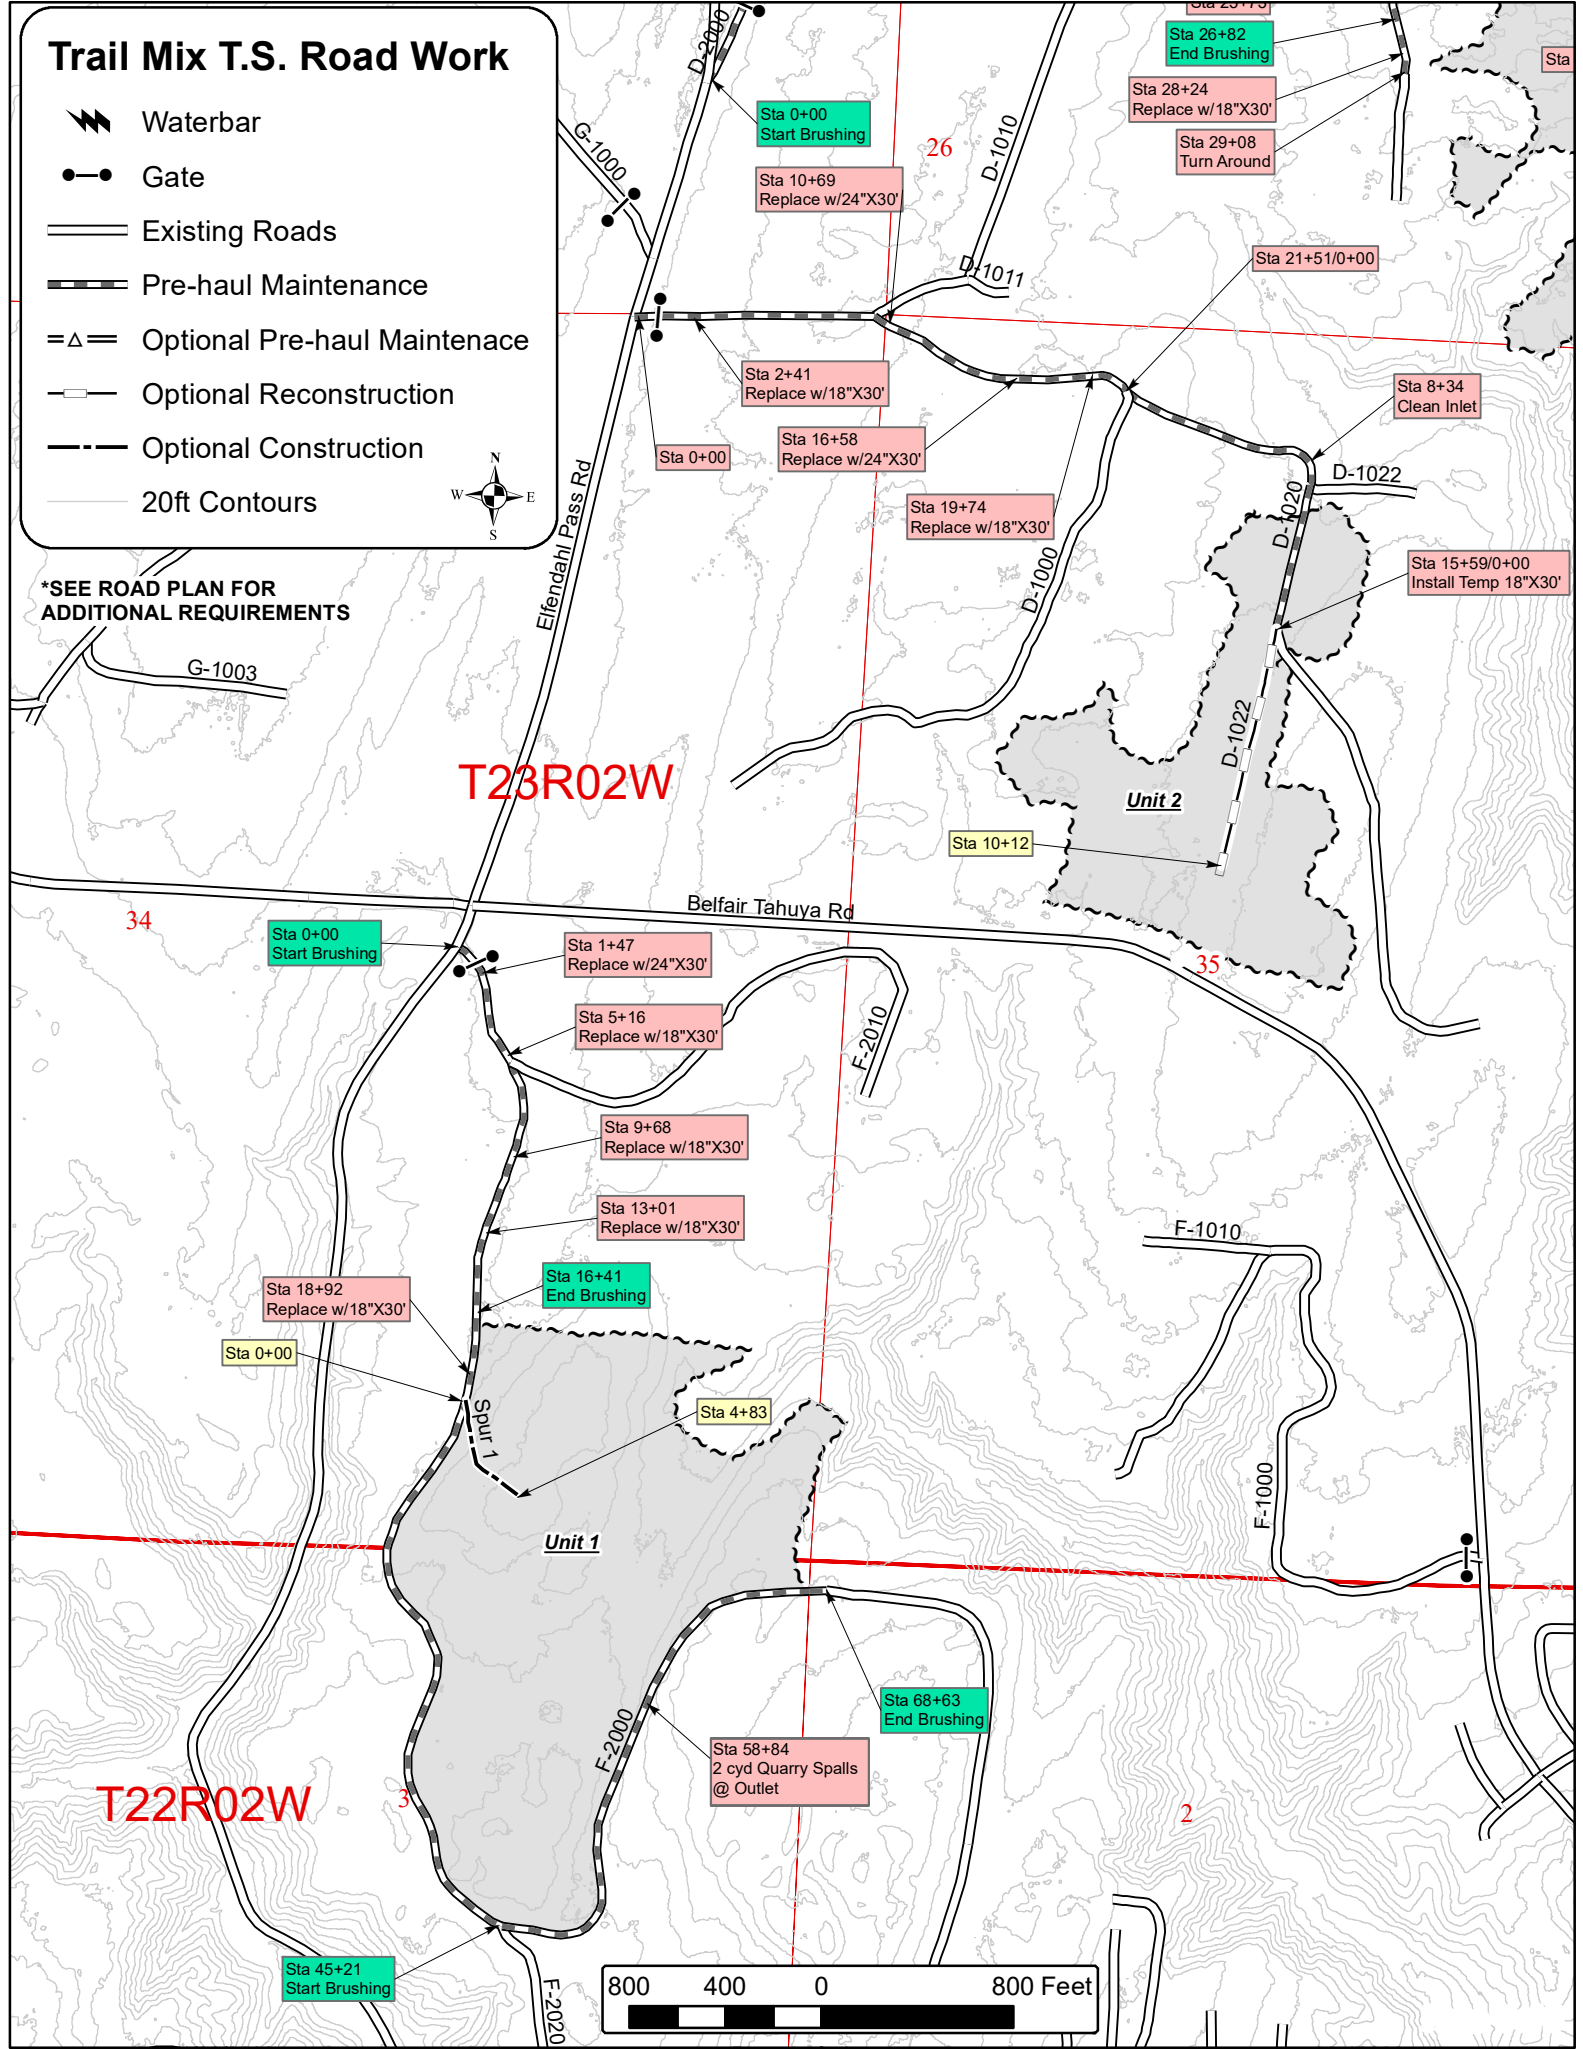 Trail Mix T.S. Road Work
Waterbar
Gate
Existing Roads
Pre-haul Maintenance
Optional Pre-haul Maintenace
Optional Reconstruction
Optional Construction
20ft Contours
N
W
E
S
*SEE ROAD PLAN FOR
ADDITIONAL REQUIREMENTS
D-2000
Sta 0+00
Start Brushing
G-1000
26
D-1010
Sta 26+82
End Brushing
Sta 28+24
Replace w/18"X30'
Sta 29+08
Turn Around
Sta
Sta 10+69
Replace w/24"X30'
D-1011
Sta 21+51/0+00
Sta 2+41
Replace w/18"X30'
Sta 8+34
Clean Inlet
Sta 0+00
Sta 16+58
Replace w/24"X30'
D-1022
D-1020
Sta 19+74
Replace w/18"X30'
Elfendahl Pass Rd
D-1000
Sta 15+59/0+00
Install Temp 18"X30'
G-1003
T23R02W
D-1022
Unit 2
Sta 10+12
34
Belfair Tahuya Rd
35
Sta 0+00
Start Brushing
Sta 1+47
Replace w/24"X30'
Sta 5+16
Replace w/18"X30'
F-2010
Sta 9+68
Replace w/18"X30'
Sta 13+01
Replace w/18"X30'
F-1010
Sta 16+41
End Brushing
Sta 18+92
Replace w/18"X30'
Sta 0+00
Spur 1
Sta 4+83
F-1000
Unit 1
Sta 68+63
End Brushing
F-2000
Sta 58+84
2 cyd Quarry Spalls
@ Outlet
T22R02W
3
2
Sta 45+21
Start Brushing
F-2020
800 400 0 800 Feet